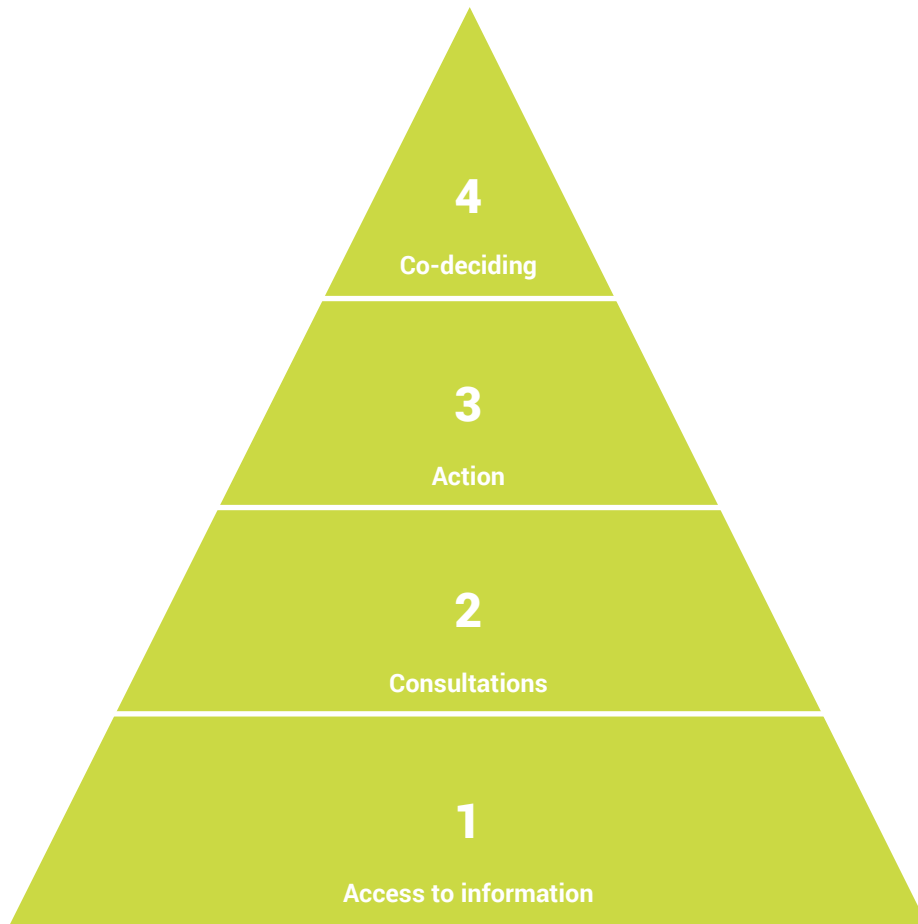 4
Co-deciding
3
Action
2
Consultations
1
Access to information